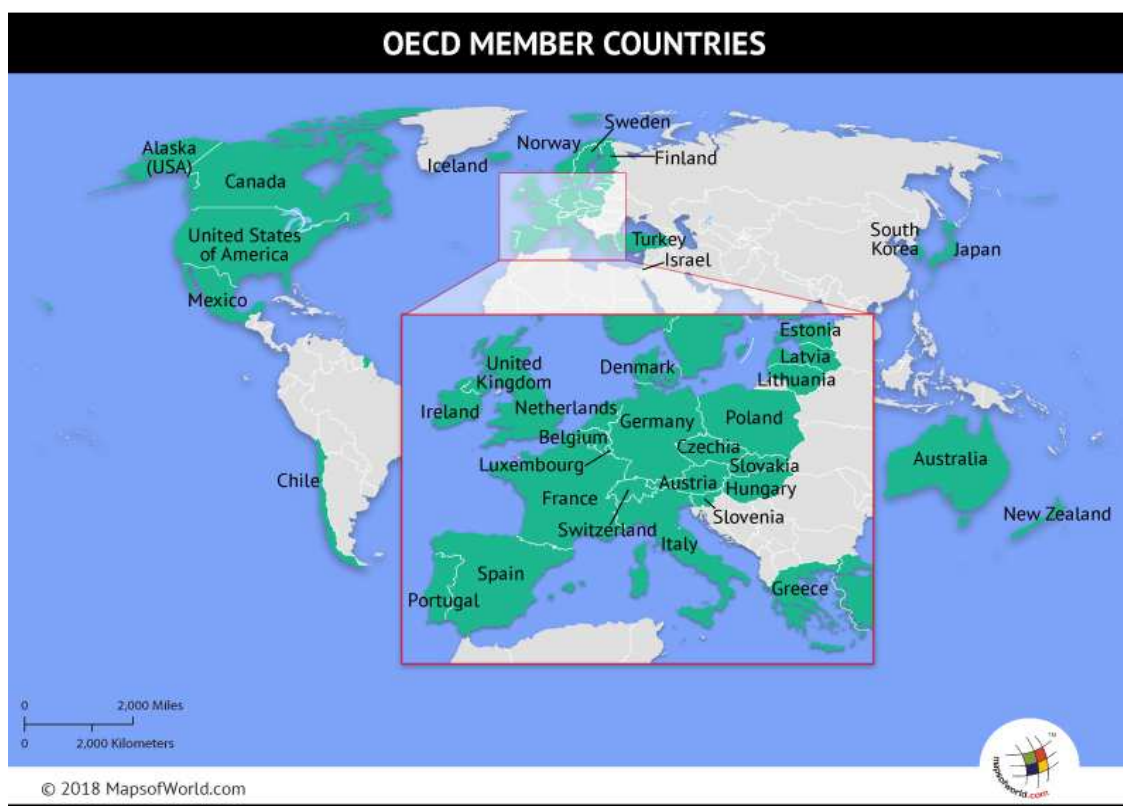 OECD MEMBER COUNTRIES
Alaska
(USA)
Canada
United States
of America
Mexico
Iceland
Norway
Sweden
Finland
Turkey
Israel
South
Korea
Japan
Chile
Australia
New Zealand
Estonia
Latvia
Lithuania
United
Kingdom
Denmark
Ireland
Netherlands
Germany
Poland
Belgium
Czechia
Luxembourg
Slovakia
Austria
Hungary
France
Slovenia
Switzerland
Italy
Spain
Portugal
Greece
0 2,000 Miles
0 2,000 Kilometers
mapsofworld.com
TM
© 2018 MapsofWorld.com